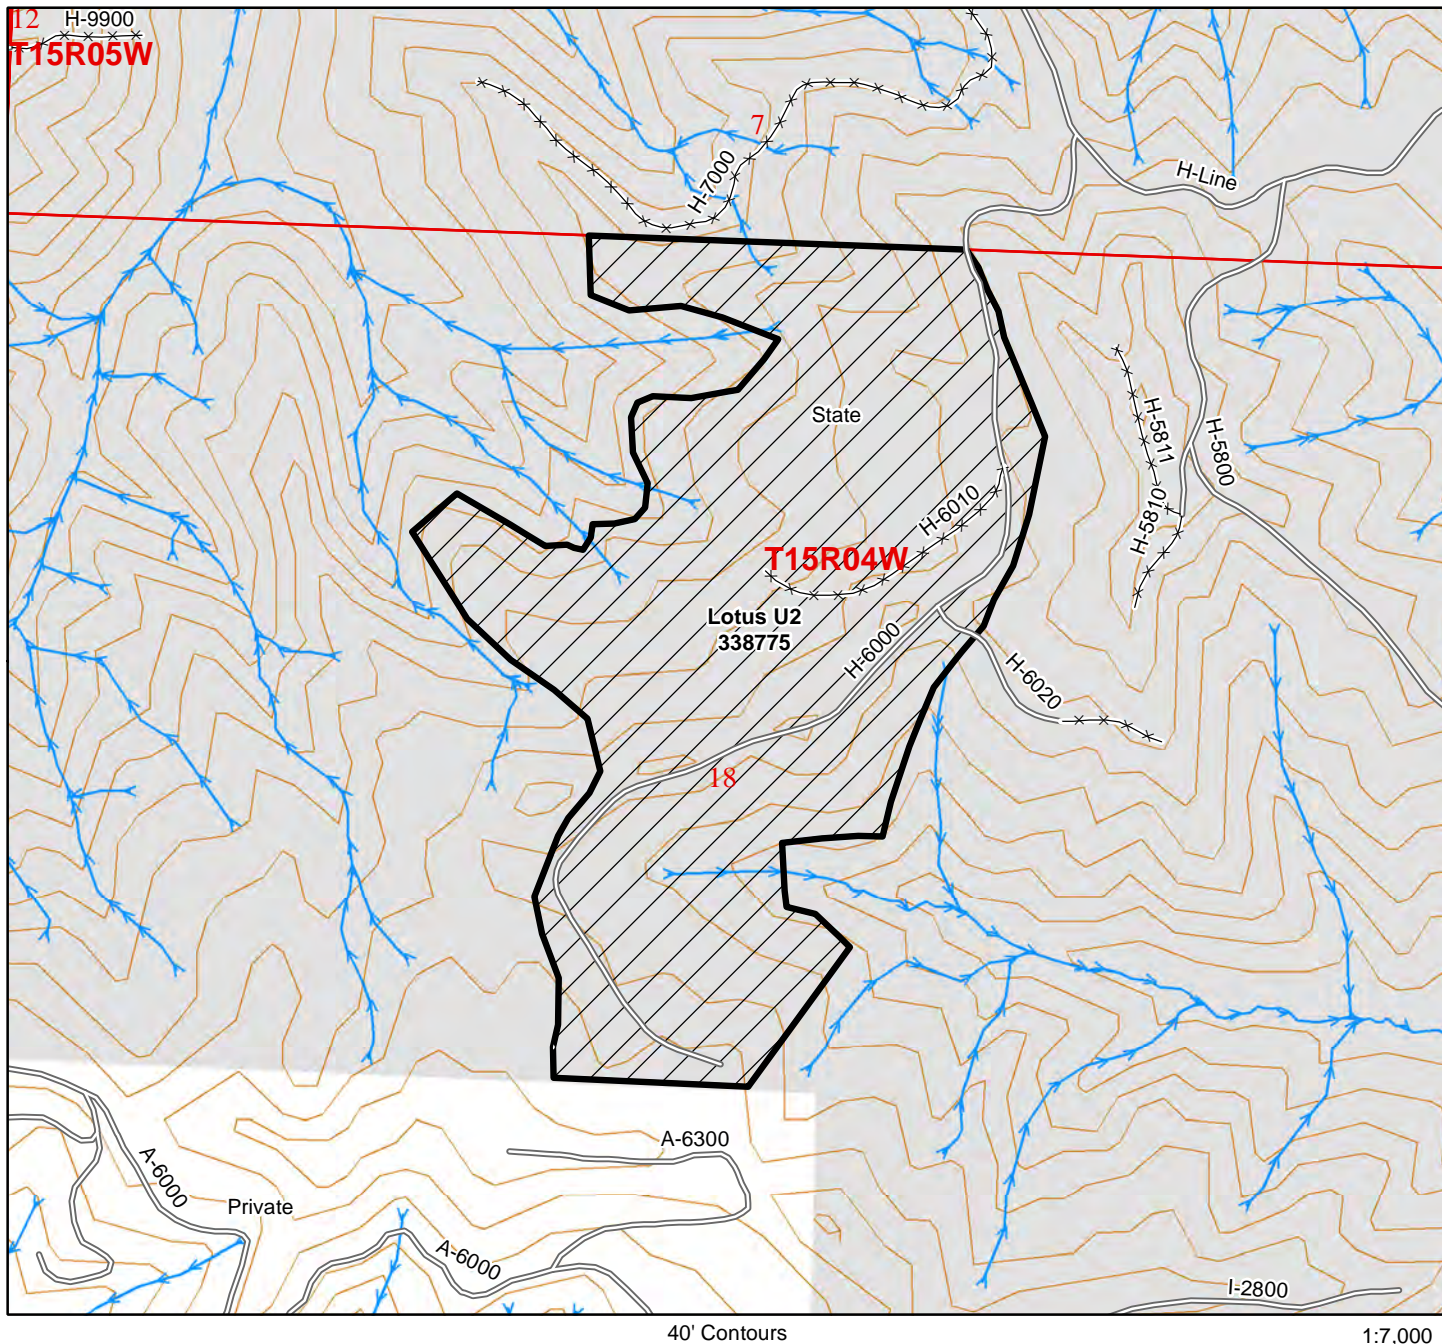 12
H-9900
T15R05W
7
H-7000
H-Line
State
H-5811
H-5800
H-6010
H-5810
T15R04W
Lotus U2
338775
H-6000
H-6020
18
A-6300
A-6000
Private
A-6000
I-2800
40' Contours
1:7,000